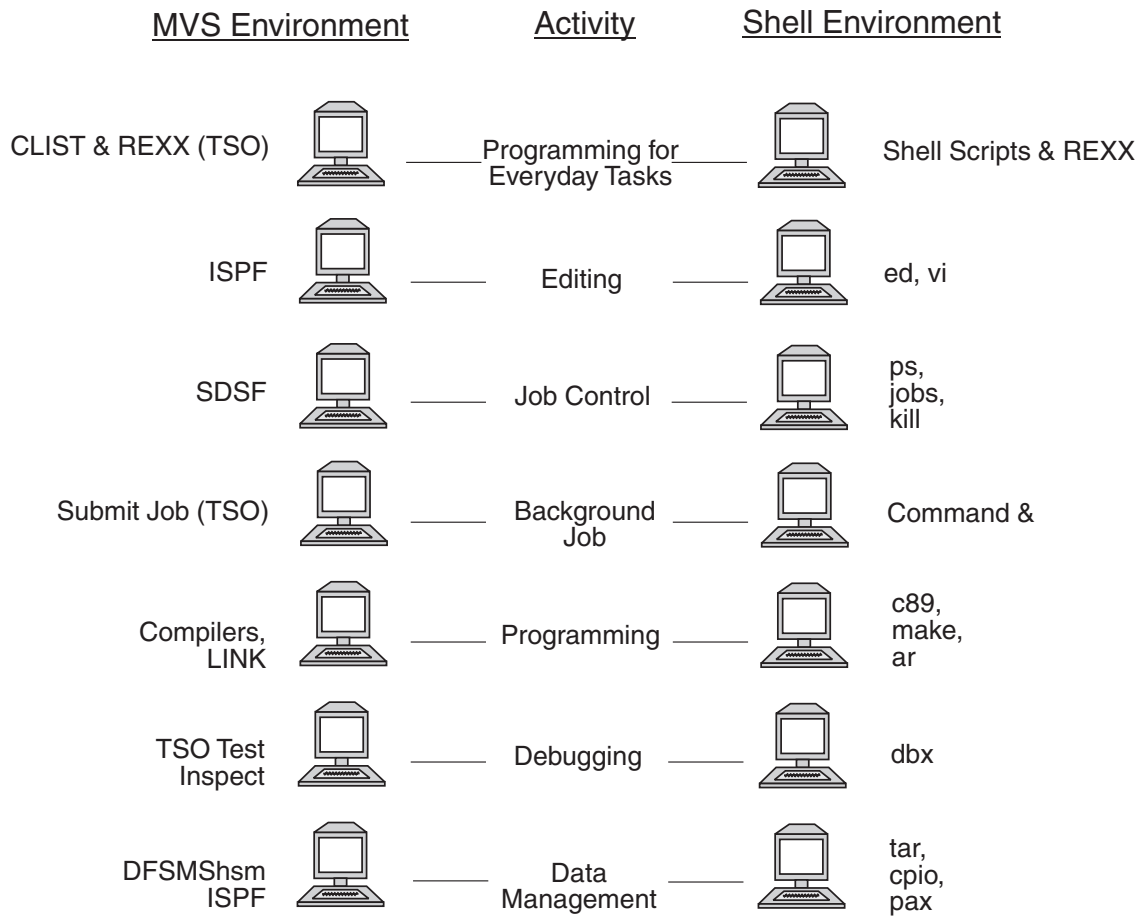 MVS Environment Activity Shell Environment
CLIST & REXX (TSO) Programming for Everyday Tasks Shell Scripts & REXX
ISPF Editing ed, vi
SDSF Job Control ps,
jobs,
kill
Submit Job (TSO) Background
Job Command &
Compilers,
LINK Programming c89,
make,
ar
TSO Test
Inspect Debugging dbx
DFSMShsm
ISPF Data
Management tar,
cpio,
pax